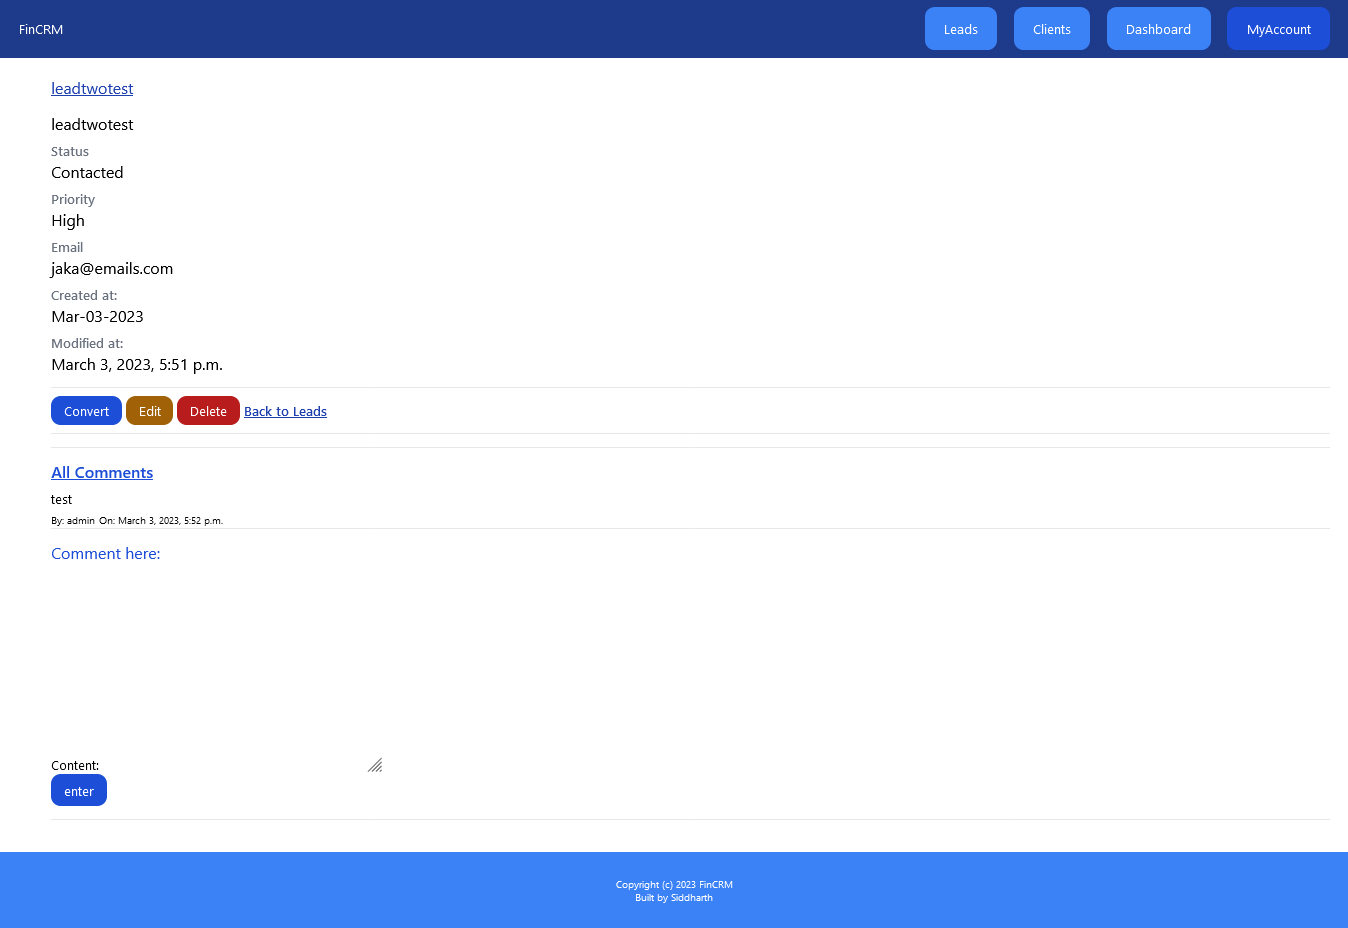 FinCRM Leads Clients Dashboard MyAccount
leadtwotest
leadtwotest
Status
Contacted
Priority
High
Email
jaka@emails.com
Created at:
Mar-03-2023
Modified at:
March 3, 2023, 5:51 p.m.
Convert Edit Delete Back to Leads
All Comments
test
By: admin On: March 3, 2023, 5:52 p.m.
Comment here:
Content:
enter
Copyright (c) 2023 FinCRM
Built by Siddharth